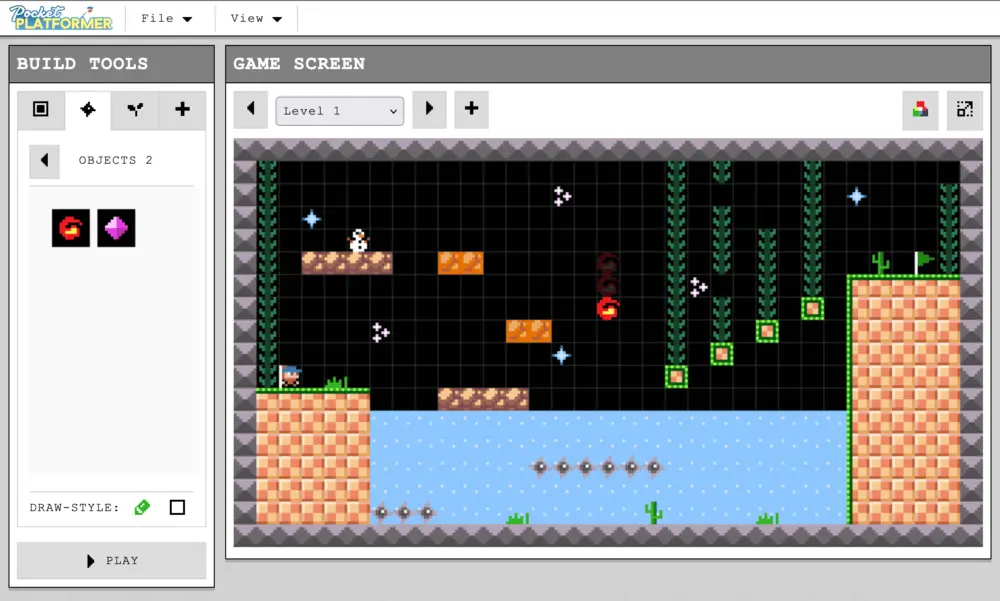 Pocket
PLATFORMER
File
View
BUILD TOOLS
OBJECTS 2
DRAW-STYLE:
PLAY
GAME SCREEN
Level 1